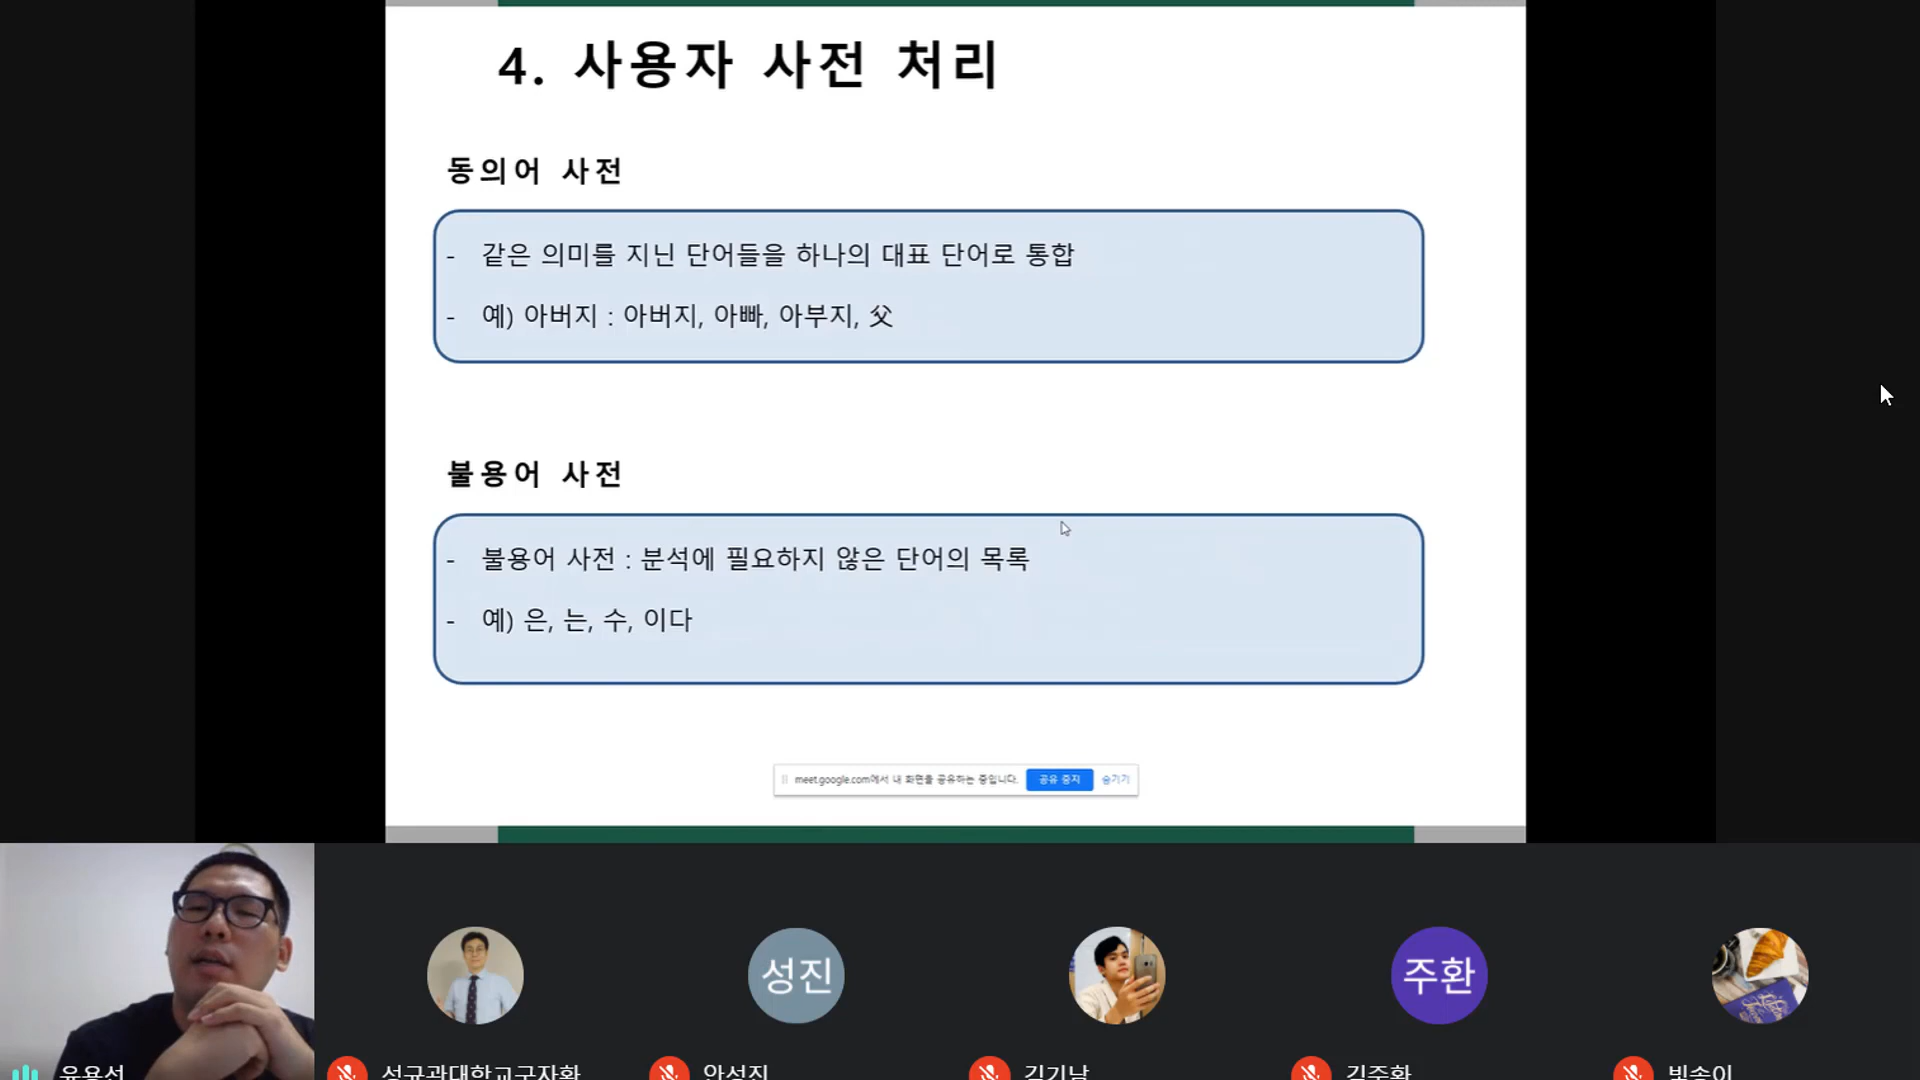 4. 사용자 사전 처리
동의어 사전
- 같은 의미를 지닌 단어들을 하나의 대표 단어로 통합
- 예) 아버지 : 아버지, 아빠, 아부지, 父
불용어 사전
- 불용어 사전 : 분석에 필요하지 않은 단어의 목록
- 예) 은, 는, 수, 이다
meet.google.com에서 내 화면을 공유하는 중입니다. 공유 중지 숨기기
성진
주환
유용선 성균관대학교구자환 안성진 김기남 김주환 빈송이